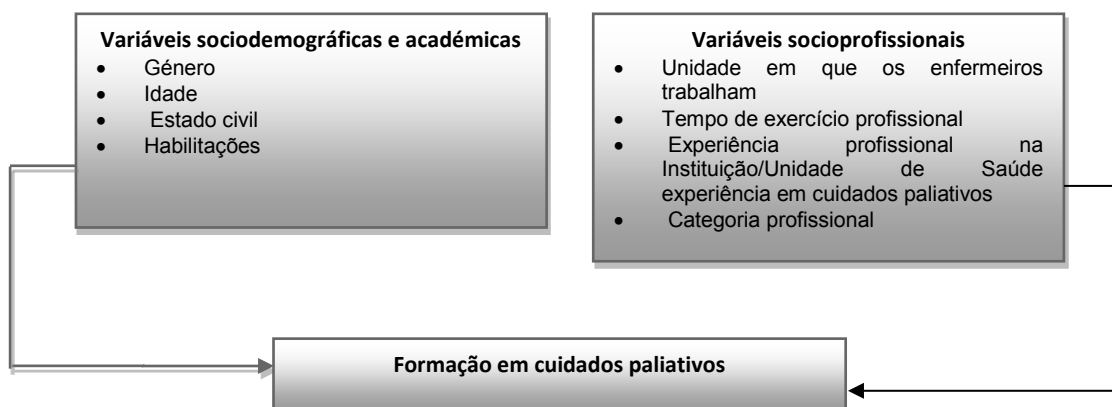 Variáveis sociodemográficas e académicas
• Género
• Idade
• Estado civil
• Habilitações
Variáveis socioprofissionais
• Unidade em que os enfermeiros
trabalham
• Tempo de exercício profissional
• Experiência profissional na
Instituição/Unidade de Saúde
experiência em cuidados paliativos
• Categoria profissional
Formação em cuidados paliativos